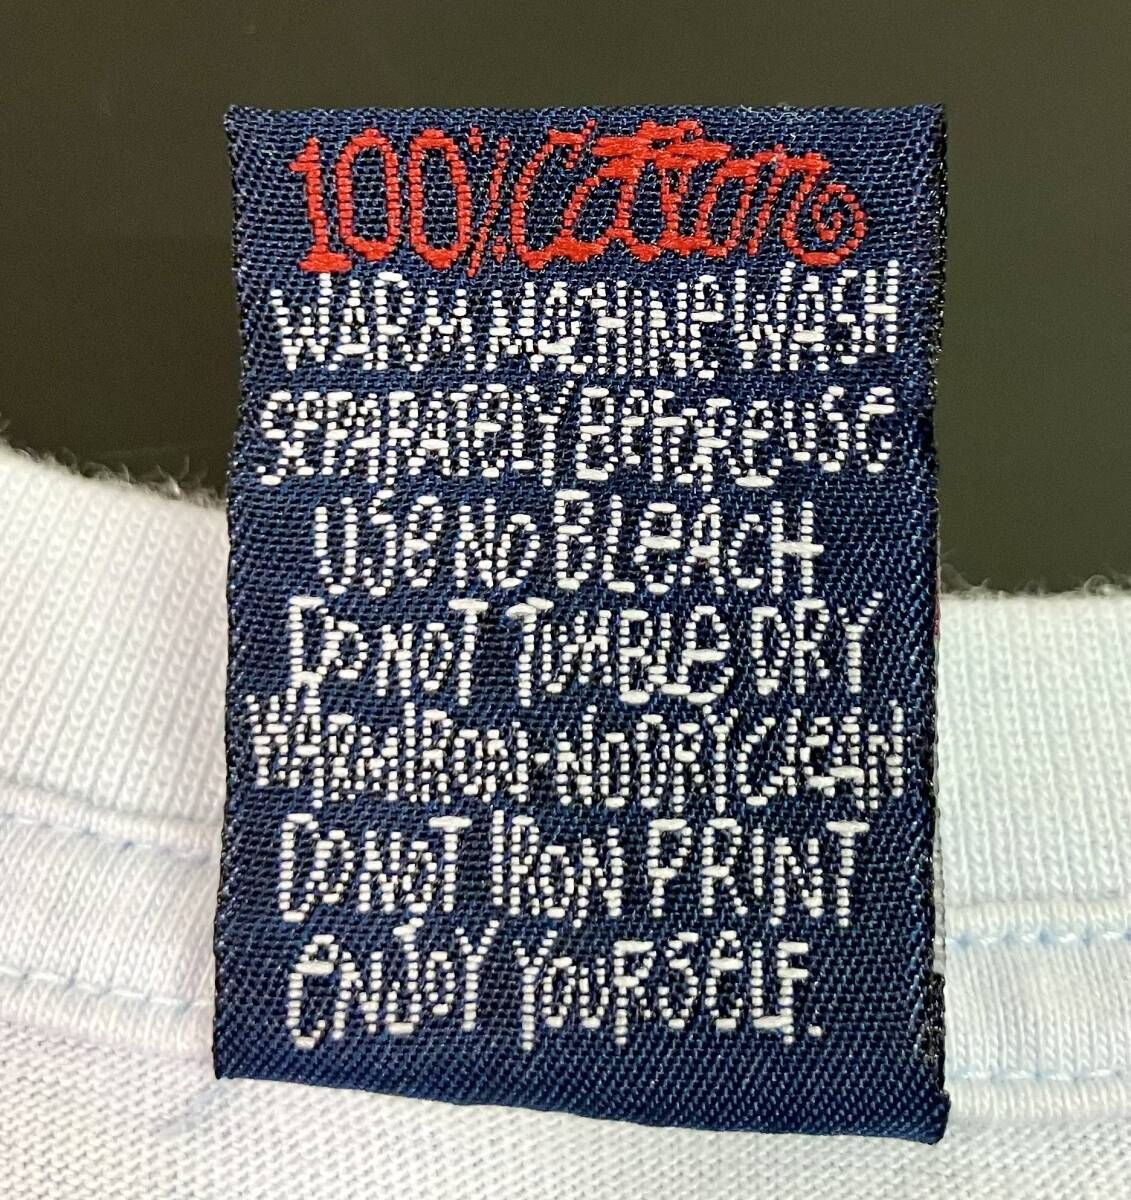 100% Cotton
WARM MACHINE WASH
SEPARATELY BEFORE USE
USE NO BLEACH
DO NOT TUMBLE DRY
WARM IRON-NO DRY CLEAN
DO NOT IRON PRINT
ENJOY YOURSELF.